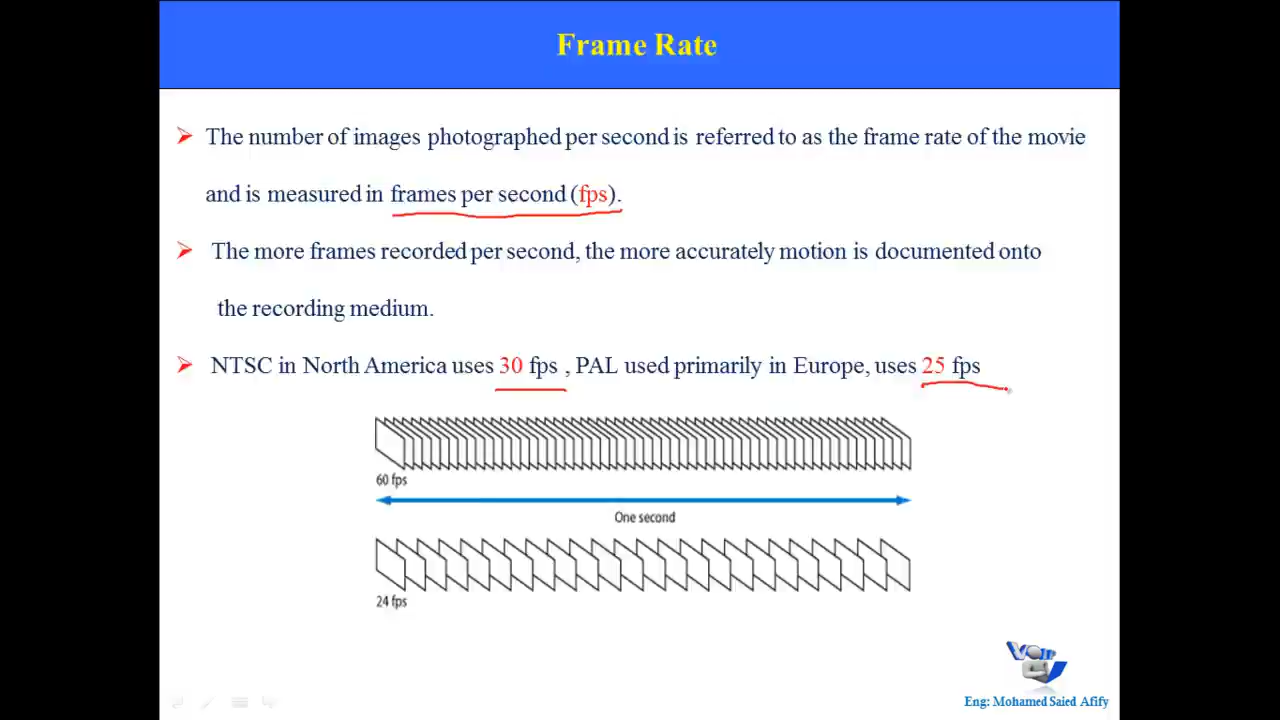 Frame Rate
The number of images photographed per second is referred to as the frame rate of the movie
and is measured in frames per second (fps).
The more frames recorded per second, the more accurately motion is documented onto
the recording medium.
NTSC in North America uses 30 fps , PAL used primarily in Europe, uses 25 fps
60 fps
One second
24 fps
VoIP
Eng: Mohamed Saied Afify